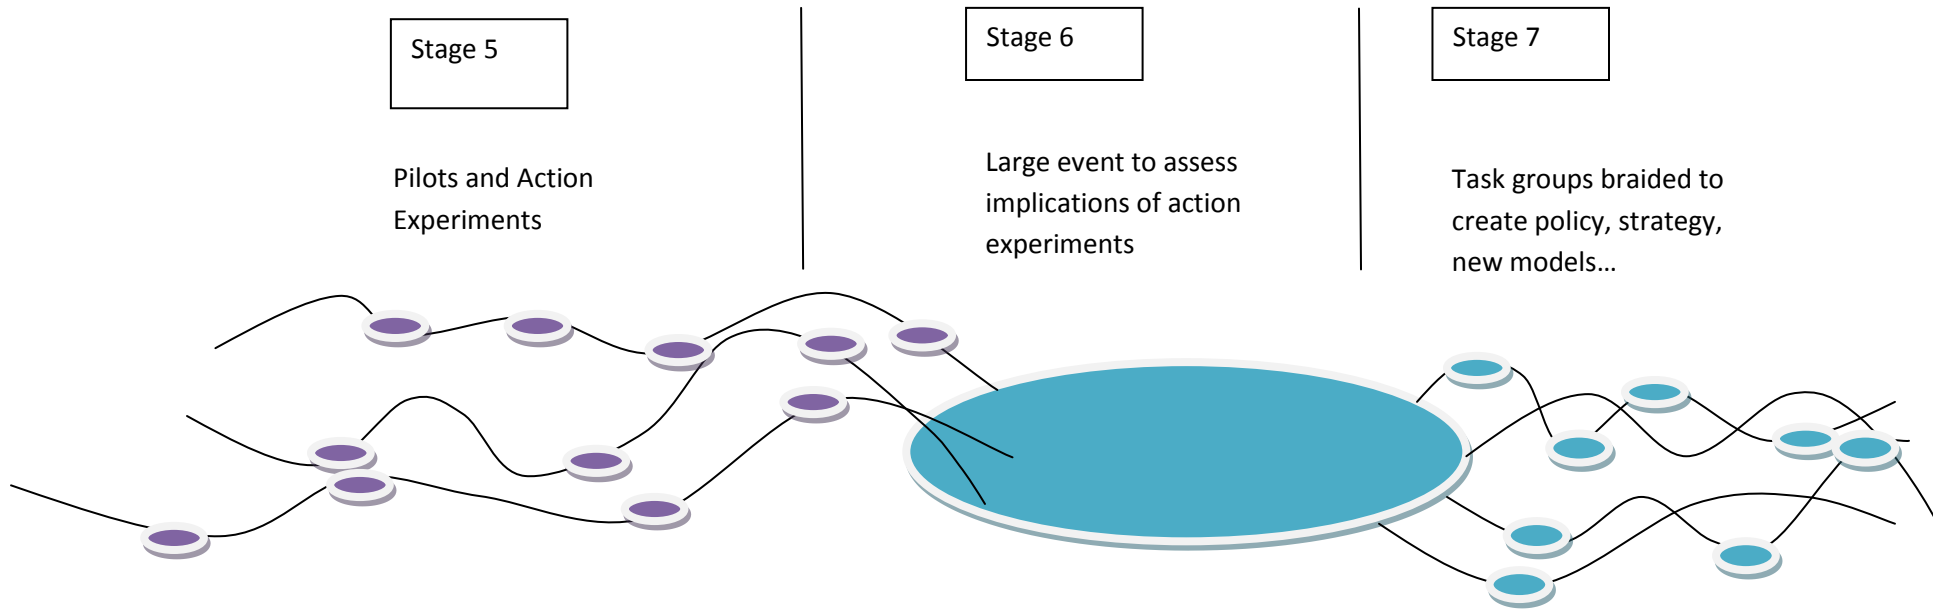 Stage 5
Pilots and Action
Experiments
Stage 6
Large event to assess
implications of action
experiments
Stage 7
Task groups braided to
create policy, strategy,
new models…